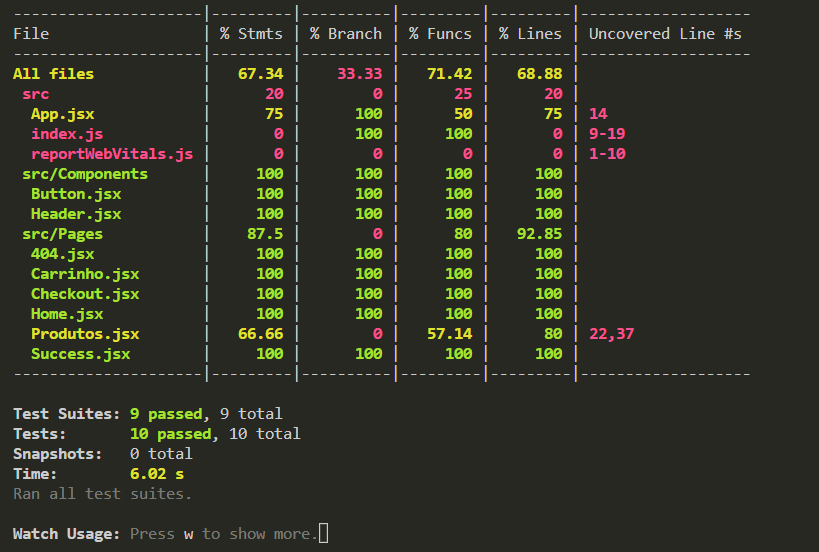 ---------------------|---------|----------|---------|---------|-------------------
File                 | % Stmts | % Branch | % Funcs | % Lines | Uncovered Line #s
---------------------|---------|----------|---------|---------|-------------------
All files            |   67.34 |    33.33 |   71.42 |   68.88 |
 src                 |      20 |        0 |      25 |      20 |
  App.jsx            |      75 |      100 |      50 |      75 | 14
  index.js           |       0 |      100 |     100 |       0 | 9-19
  reportWebVitals.js |       0 |        0 |       0 |       0 | 1-10
 src/Components      |     100 |      100 |     100 |     100 |
  Button.jsx         |     100 |      100 |     100 |     100 |
  Header.jsx         |     100 |      100 |     100 |     100 |
 src/Pages           |    87.5 |        0 |      80 |   92.85 |
  404.jsx            |     100 |      100 |     100 |     100 |
  Carrinho.jsx       |     100 |      100 |     100 |     100 |
  Checkout.jsx       |     100 |      100 |     100 |     100 |
  Home.jsx           |     100 |      100 |     100 |     100 |
  Produtos.jsx       |   66.66 |        0 |   57.14 |      80 | 22,37
  Success.jsx        |     100 |      100 |     100 |     100 |
---------------------|---------|----------|---------|---------|-------------------
Test Suites: 9 passed, 9 total
Tests:       10 passed, 10 total
Snapshots:   0 total
Time:        6.02 s
Ran all test suites.
Watch Usage: Press w to show more.